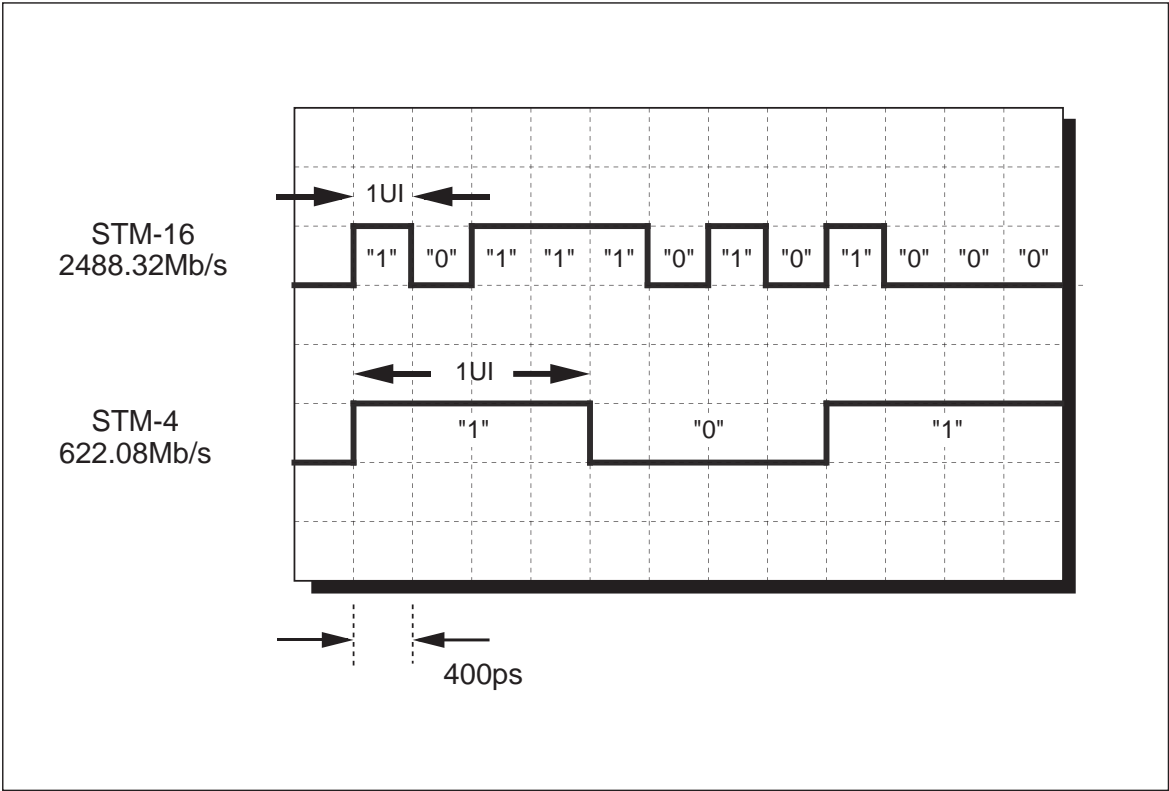 1UI
STM-16
2488.32Mb/s
"1" "0" "1" "1" "1" "0" "1" "0" "1" "0" "0" "0"
1UI
STM-4
622.08Mb/s
"1" "0" "1"
400ps